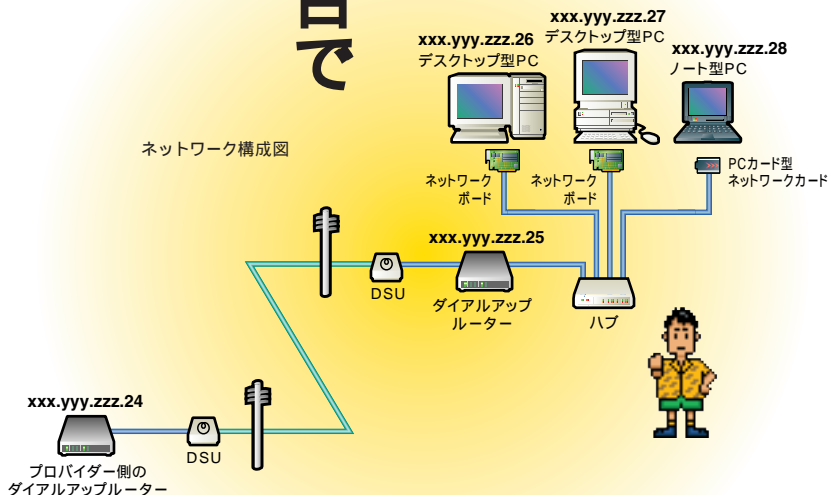 台で
xxx.yyy.zzz.27
デスクトップ型PC
xxx.yyy.zzz.26
デスクトップ型PC
xxx.yyy.zzz.28
ノート型PC
ネットワーク構成図
ネットワーク
ボード
ネットワーク
ボード
PCカード型
ネットワークカード
xxx.yyy.zzz.25
DSU
ダイアルアップ
ルーター
ハブ
xxx.yyy.zzz.24
DSU
プロバイダー側の
ダイアルアップルーター